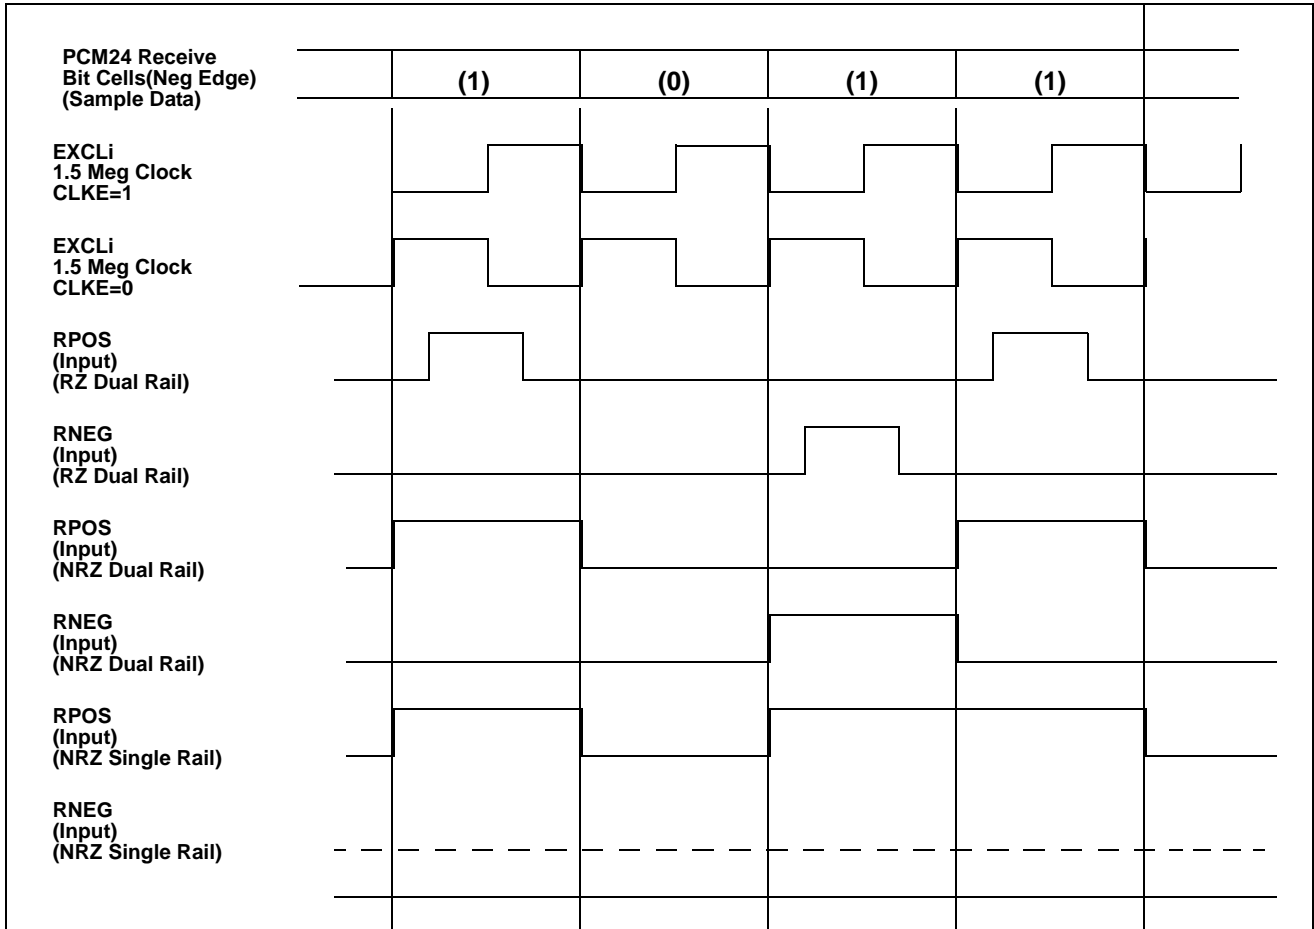 PCM24 Receive
Bit Cells(Neg Edge)
(Sample Data)
(1)
(0)
(1)
(1)
EXCLi
1.5 Meg Clock
CLKE=1
EXCLi
1.5 Meg Clock
CLKE=0
RPOS
(Input)
(RZ Dual Rail)
RNEG
(Input)
(RZ Dual Rail)
RPOS
(Input)
(NRZ Dual Rail)
RNEG
(Input)
(NRZ Dual Rail)
RPOS
(Input)
(NRZ Single Rail)
RNEG
(Input)
(NRZ Single Rail)